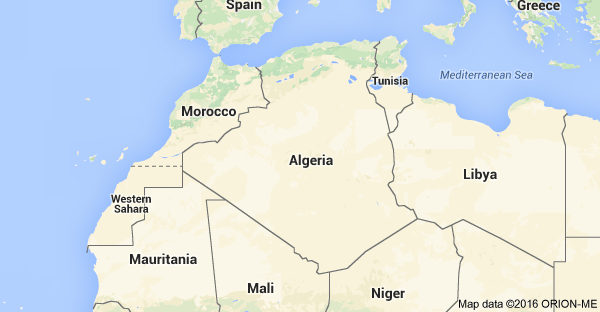 Spain
Greece
Mediterranean Sea
Tunisia
Morocco
Algeria
Libya
Western
Sahara
Mauritania
Mali
Niger
Map data ©2016 ORION-ME